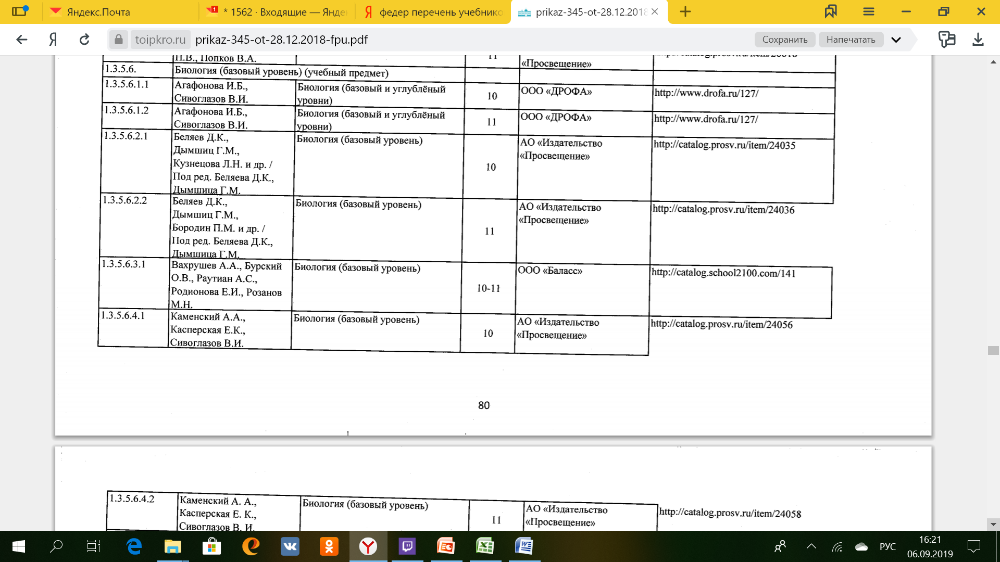 Яндекс.Почта
1
* 1562 · Входящие — Янде
федер перечень учебнико
prikaz-345-ot-28.12.2018
toipkro.ru prikaz-345-ot-28.12.2018-fpu.pdf
Сохранить
Напечатать
Н.В., Попков В.А.
11
«Просвещение»
1.3.5.6.
Биология (базовый уровень) (учебный предмет)
1.3.5.6.1.1
Агафонова И.Б.,
Сивоглазов В.И.
Биология (базовый и углублёный
уровни)
10
ООО «ДРОФА»
http://www.drofa.ru/127/
1.3.5.6.1.2
Агафонова И.Б.,
Сивоглазов В.И.
Биология (базовый и углублёный
уровни)
11
ООО «ДРОФА»
http://www.drofa.ru/127/
1.3.5.6.2.1
Беляев Д.К.,
Дымшиц Г.М.,
Кузнецова Л.Н. и др. /
Под ред. Беляева Д.К.,
Дымшица Г.М.
Биология (базовый уровень)
10
АО «Издательство
«Просвещение»
http://catalog.prosv.ru/item/24035
1.3.5.6.2.2
Беляев Д.К.,
Дымшиц Г.М.,
Бородин П.М. и др. /
Под ред. Беляева Д.К.,
Дымшица Г.М.
Биология (базовый уровень)
11
АО «Издательство
«Просвещение»
http://catalog.prosv.ru/item/24036
1.3.5.6.3.1
Вахрушев А.А., Бурский
О.В., Раутиан А.С.,
Родионова Е.И., Розанов
М.Н.
Биология (базовый уровень)
10-11
ООО «Баласс»
http://catalog.school2100.com/141
1.3.5.6.4.1
Каменский А.А.,
Касперская Е.К.,
Сивоглазов В.И.
Биология (базовый уровень)
10
АО «Издательство
«Просвещение»
http://catalog.prosv.ru/item/24056
80
1.3.5.6.4.2
Каменский А. А.,
Касперская Е. К.,
Сивоглазов В. И.
Биология (базовый уровень)
11
АО «Издательство
«Просвещение»
http://catalog.prosv.ru/item/24058
РУС
16:21
06.09.2019